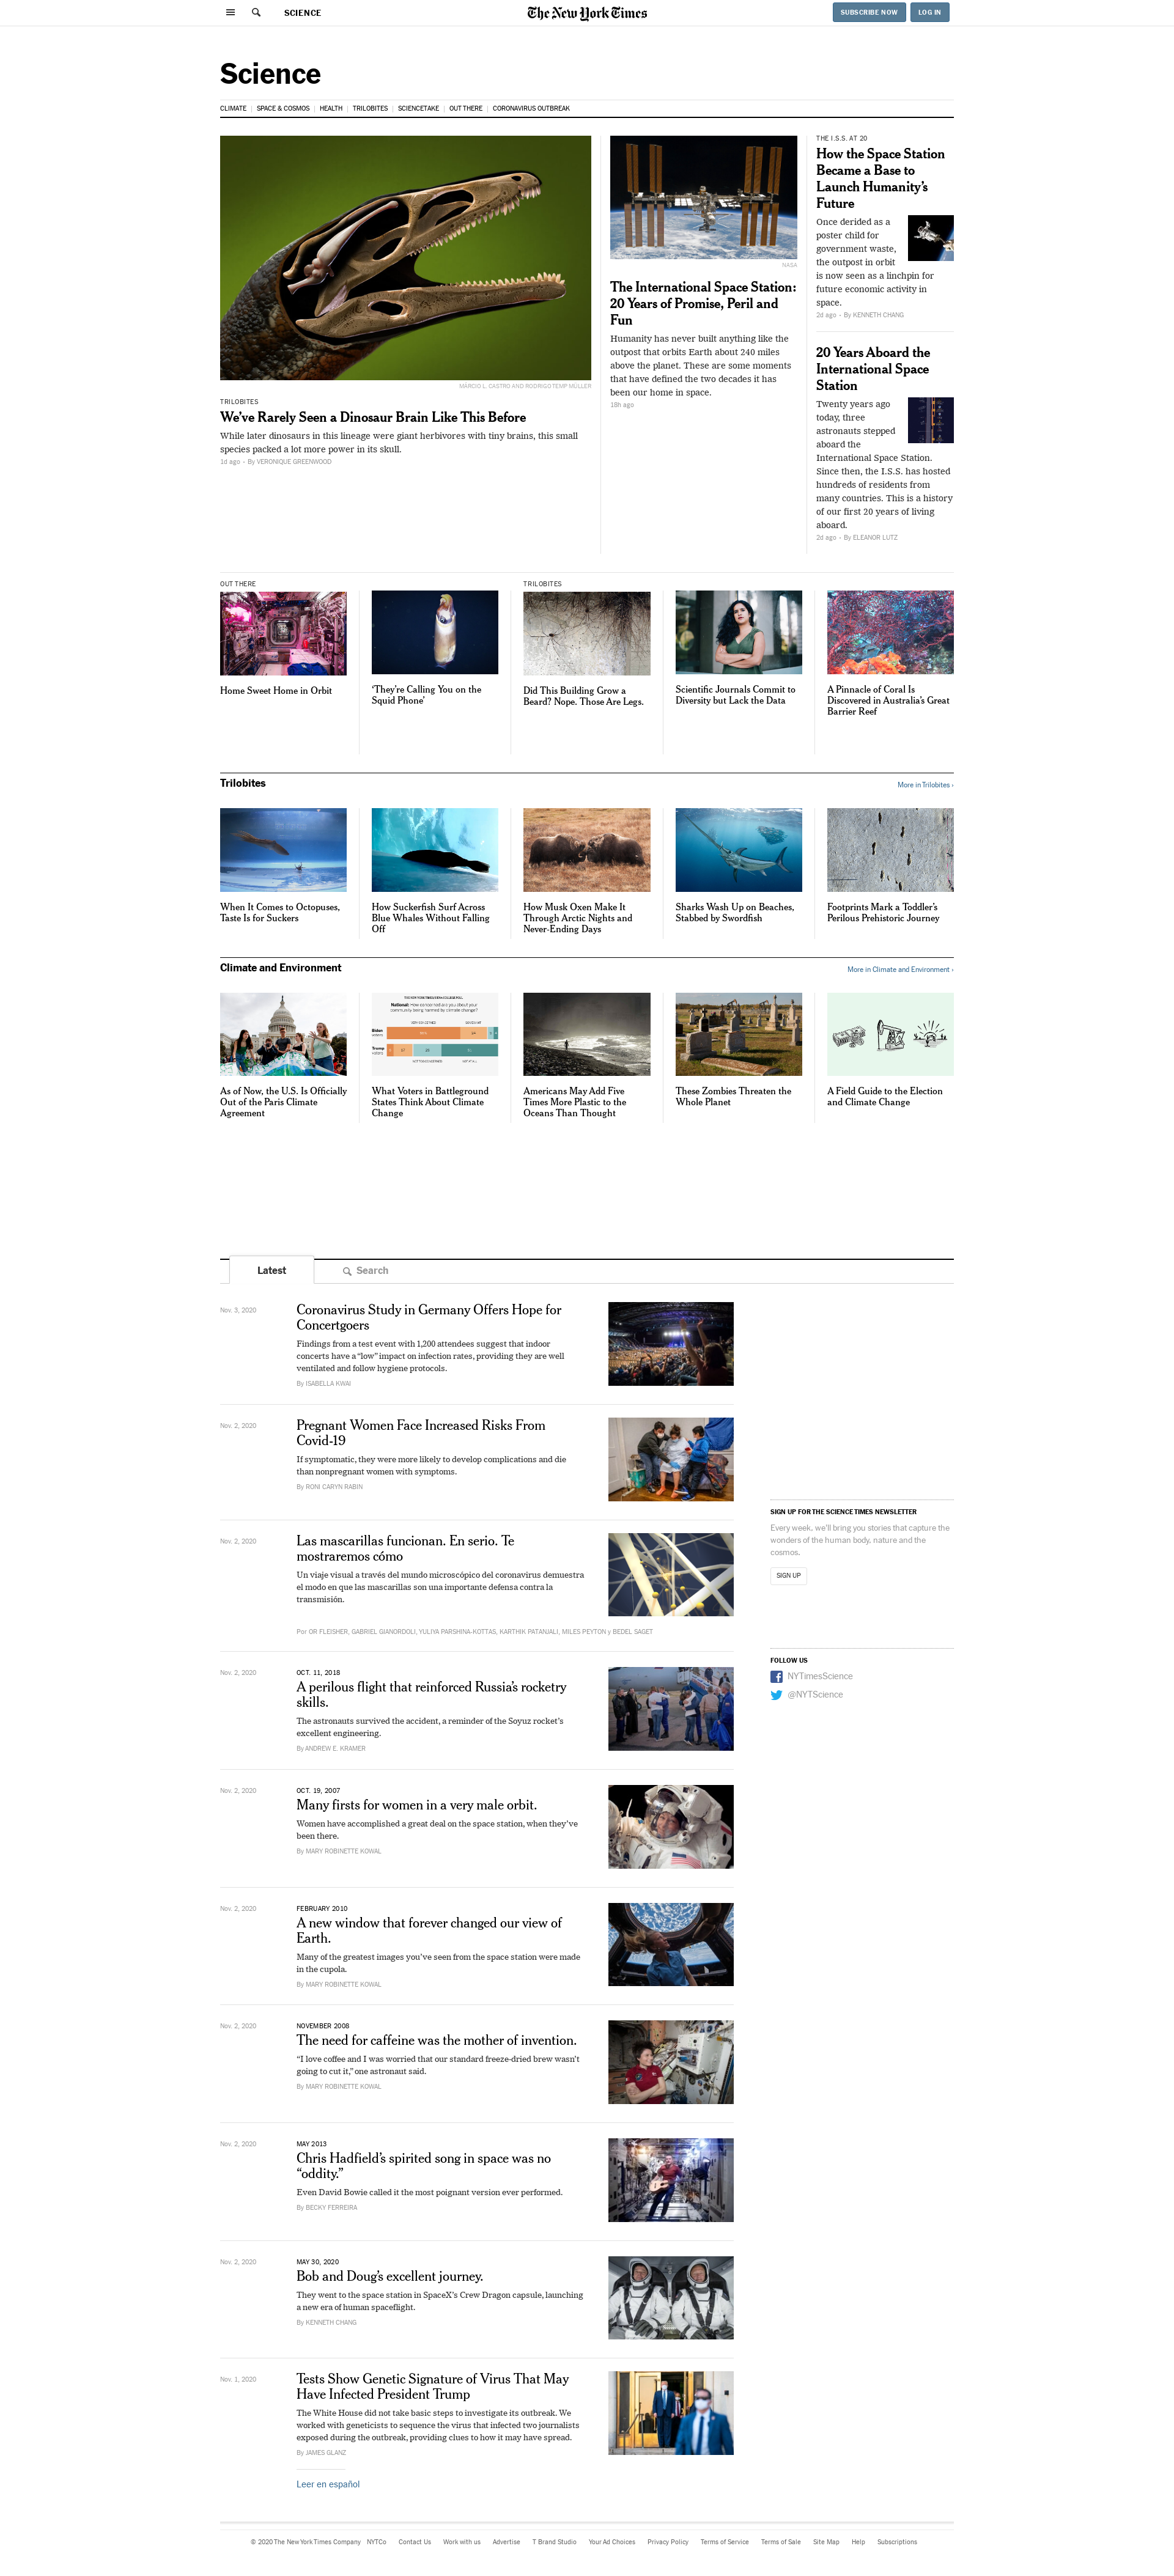 SCIENCE
The New York Times
SUBSCRIBE NOW
LOG IN
Science
CLIMATE
SPACE & COSMOS
HEALTH
TRILOBITES
SCIENCETAKE
OUT THERE
CORONAVIRUS OUTBREAK
MÁRCIO L. CASTRO AND RODRIGO TEMP MÜLLER
TRILOBITES
We’ve Rarely Seen a Dinosaur Brain Like This Before
While later dinosaurs in this lineage were giant herbivores with tiny brains, this small
species packed a lot more power in its skull.
1d ago • By VERONIQUE GREENWOOD
NASA
The International Space Station:
20 Years of Promise, Peril and
Fun
Humanity has never built anything like the
outpost that orbits Earth about 240 miles
above the planet. These are some moments
that have defined the two decades it has
been our home in space.
18h ago
THE I.S.S. AT 20
How the Space Station
Became a Base to
Launch Humanity’s
Future
Once derided as a
poster child for
government waste,
the outpost in orbit
is now seen as a linchpin for
future economic activity in
space.
2d ago • By KENNETH CHANG
20 Years Aboard the
International Space
Station
Twenty years ago
today, three
astronauts stepped
aboard the
International Space Station.
Since then, the I.S.S. has hosted
hundreds of residents from
many countries. This is a history
of our first 20 years of living
aboard.
2d ago • By ELEANOR LUTZ
OUT THERE
Home Sweet Home in Orbit
‘They’re Calling You on the
Squid Phone’
TRILOBITES
Did This Building Grow a
Beard? Nope. Those Are Legs.
Scientific Journals Commit to
Diversity but Lack the Data
A Pinnacle of Coral Is
Discovered in Australia’s Great
Barrier Reef
Trilobites
More in Trilobites ›
When It Comes to Octopuses,
Taste Is for Suckers
How Suckerfish Surf Across
Blue Whales Without Falling
Off
How Musk Oxen Make It
Through Arctic Nights and
Never-Ending Days
Sharks Wash Up on Beaches,
Stabbed by Swordfish
Footprints Mark a Toddler’s
Perilous Prehistoric Journey
Climate and Environment
More in Climate and Environment ›
As of Now, the U.S. Is Officially
Out of the Paris Climate
Agreement
National: How concerned are you about your
community being harmed by climate change?
Biden
Trump
What Voters in Battleground
States Think About Climate
Change
Americans May Add Five
Times More Plastic to the
Oceans Than Thought
These Zombies Threaten the
Whole Planet
A Field Guide to the Election
and Climate Change
Latest
Search
Nov. 3, 2020
Coronavirus Study in Germany Offers Hope for
Concertgoers
Findings from a test event with 1,200 attendees suggest that indoor
concerts have a “low” impact on infection rates, providing they are well
ventilated and follow hygiene protocols.
By ISABELLA KWAI
Nov. 2, 2020
Pregnant Women Face Increased Risks From
Covid-19
If symptomatic, they were more likely to develop complications and die
than nonpregnant women with symptoms.
By RONI CARYN RABIN
Nov. 2, 2020
Las mascarillas funcionan. En serio. Te
mostraremos cómo
Un viaje visual a través del mundo microscópico del coronavirus demuestra
el modo en que las mascarillas son una importante defensa contra la
transmisión.
Por OR FLEISHER, GABRIEL GIANORDOLI, YULIYA PARSHINA-KOTTAS, KARTHIK PATANJALI, MILES PEYTON y BEDEL SAGET
Nov. 2, 2020
OCT. 11, 2018
A perilous flight that reinforced Russia’s rocketry
skills.
The astronauts survived the accident, a reminder of the Soyuz rocket’s
excellent engineering.
By ANDREW E. KRAMER
Nov. 2, 2020
OCT. 19, 2007
Many firsts for women in a very male orbit.
Women have accomplished a great deal on the space station, when they’ve
been there.
By MARY ROBINETTE KOWAL
Nov. 2, 2020
FEBRUARY 2010
A new window that forever changed our view of
Earth.
Many of the greatest images you’ve seen from the space station were made
in the cupola.
By MARY ROBINETTE KOWAL
Nov. 2, 2020
NOVEMBER 2008
The need for caffeine was the mother of invention.
“I love coffee and I was worried that our standard freeze-dried brew wasn’t
going to cut it,” one astronaut said.
By MARY ROBINETTE KOWAL
Nov. 2, 2020
MAY 2013
Chris Hadfield’s spirited song in space was no
“oddity.”
Even David Bowie called it the most poignant version ever performed.
By BECKY FERREIRA
Nov. 2, 2020
MAY 30, 2020
Bob and Doug’s excellent journey.
They went to the space station in SpaceX’s Crew Dragon capsule, launching
a new era of human spaceflight.
By KENNETH CHANG
Nov. 1, 2020
Tests Show Genetic Signature of Virus That May
Have Infected President Trump
The White House did not take basic steps to investigate its outbreak. We
worked with geneticists to sequence the virus that infected two journalists
exposed during the outbreak, providing clues to how it may have spread.
By JAMES GLANZ
Leer en español
SIGN UP FOR THE SCIENCE TIMES NEWSLETTER
Every week, we'll bring you stories that capture the
wonders of the human body, nature and the
cosmos.
SIGN UP
FOLLOW US
NYTimesScience
@NYTScience
© 2020 The New York Times Company
NYTCo
Contact Us
Work with us
Advertise
T Brand Studio
Your Ad Choices
Privacy Policy
Terms of Service
Terms of Sale
Site Map
Help
Subscriptions